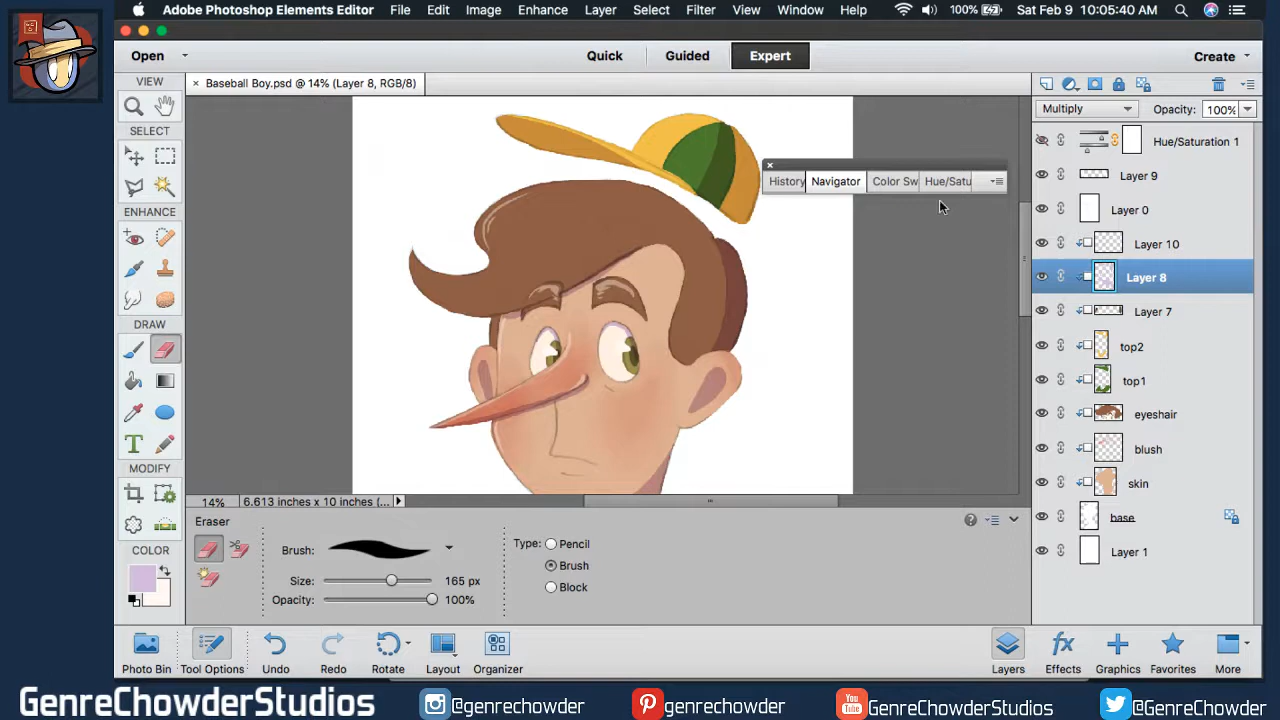 Adobe Photoshop Elements Editor File Edit Image Enhance Layer Select Filter View Window Help 100% Sat Feb 9 10:05:40 AM
Open Quick Guided Expert Create
VIEW
× Baseball Boy.psd @ 14% (Layer 8, RGB/8)
SELECT
ENHANCE
DRAW
T
MODIFY
COLOR
History Navigator Color Sw Hue/Satu
Multiply Opacity: 100%
Hue/Saturation 1
Layer 9
Layer 0
Layer 10
Layer 8
Layer 7
top2
top1
eyeshair
blush
skin
base
Layer 1
14% 6.613 inches x 10 inches (...
Eraser
Brush:
Size: 165 px
Opacity: 100%
Type: Pencil
Brush
Block
Photo Bin Tool Options Undo Redo Rotate Layout Organizer Layers fx Effects Graphics Favorites More
GenreChowderStudios @genrechowder genrechowder You Tube GenreChowderStudios @GenreChowder